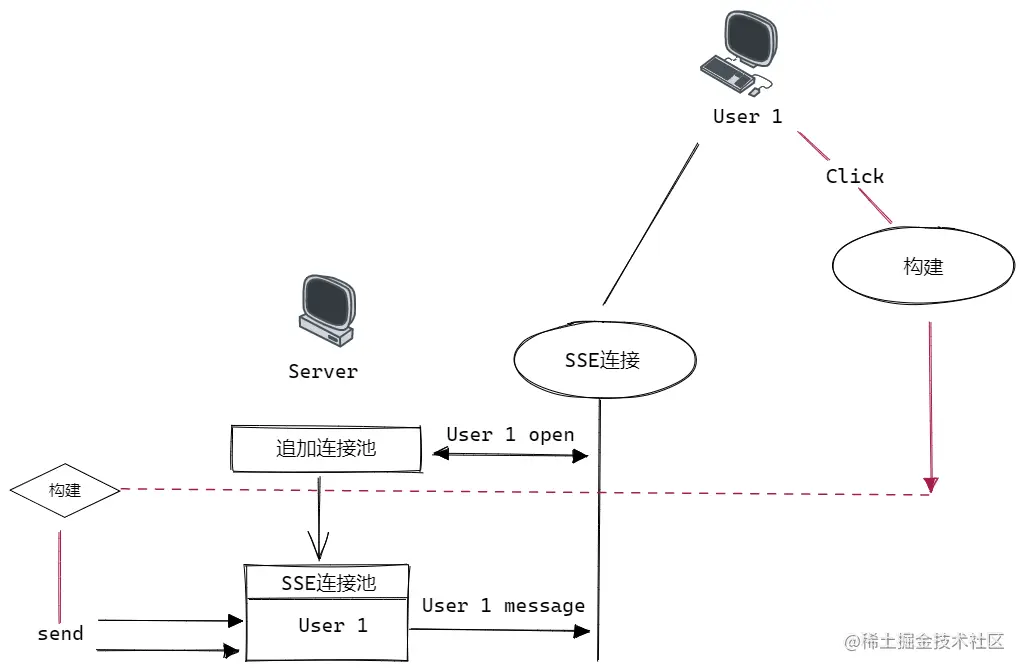 User 1
Click
构建
SSE连接
Server
User 1 open
追加连接池
构建
SSE连接池
User 1 message
User 1
send
@稀土掘金技术社区